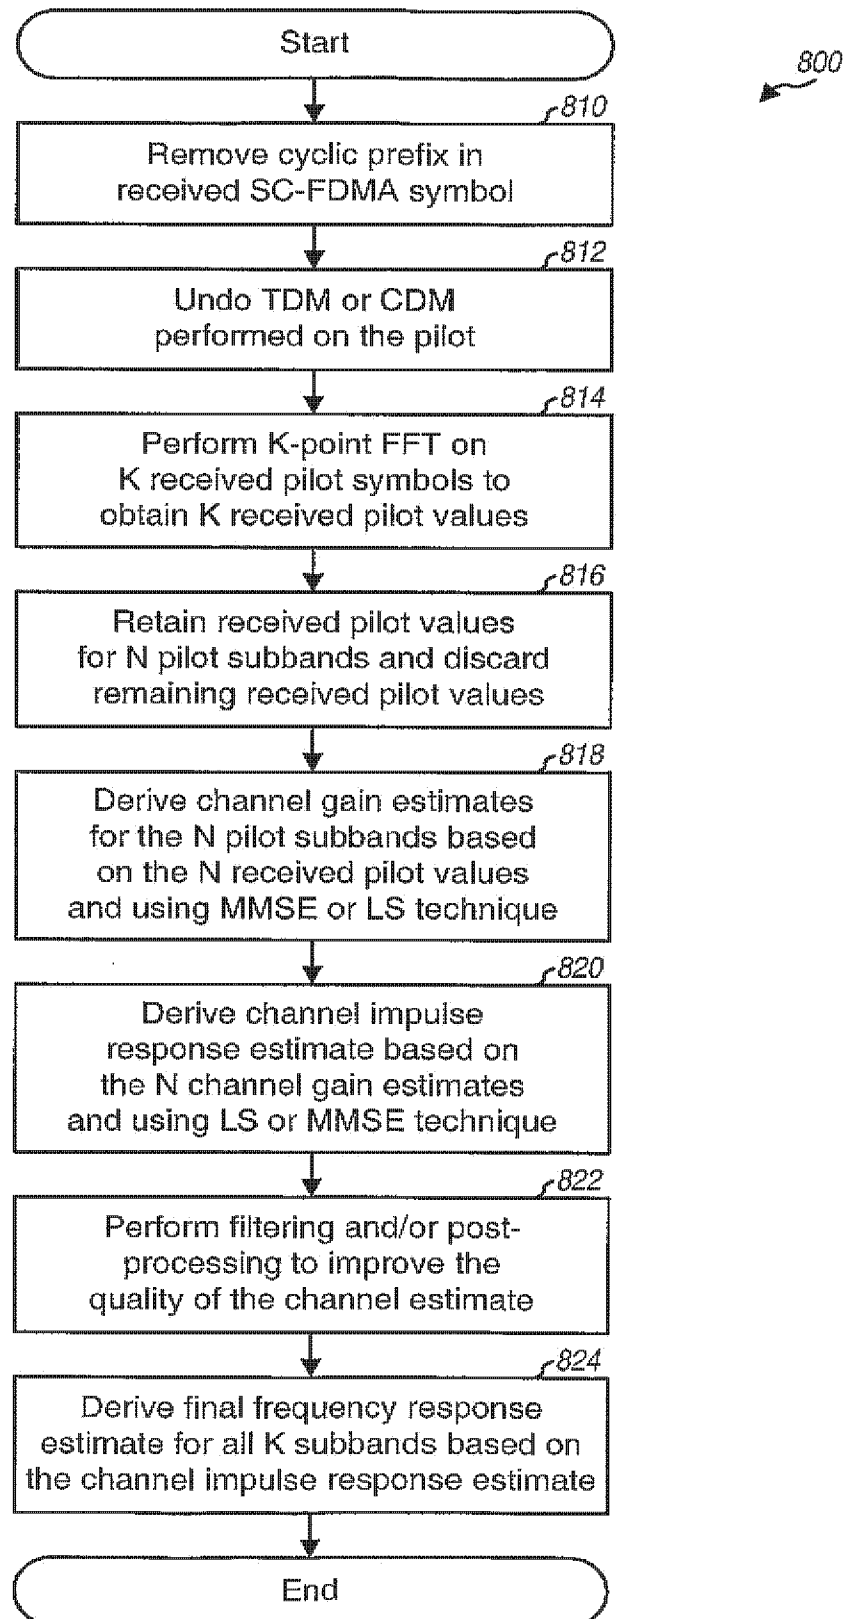 Start
800
810
Remove cyclic prefix in
received SC-FDMA symbol
812
Undo TDM or CDM
performed on the pilot
814
Perform K-point FFT on
K received pilot symbols to
obtain K received pilot values
816
Retain received pilot values
for N pilot subbands and discard
remaining received pilot values
818
Derive channel gain estimates
for the N pilot subbands based
on the N received pilot values
and using MMSE or LS technique
820
Derive channel impulse
response estimate based on
the N channel gain estimates
and using LS or MMSE technique
822
Perform filtering and/or post-
processing to improve the
quality of the channel estimate
824
Derive final frequency response
estimate for all K subbands based on
the channel impulse response estimate
End